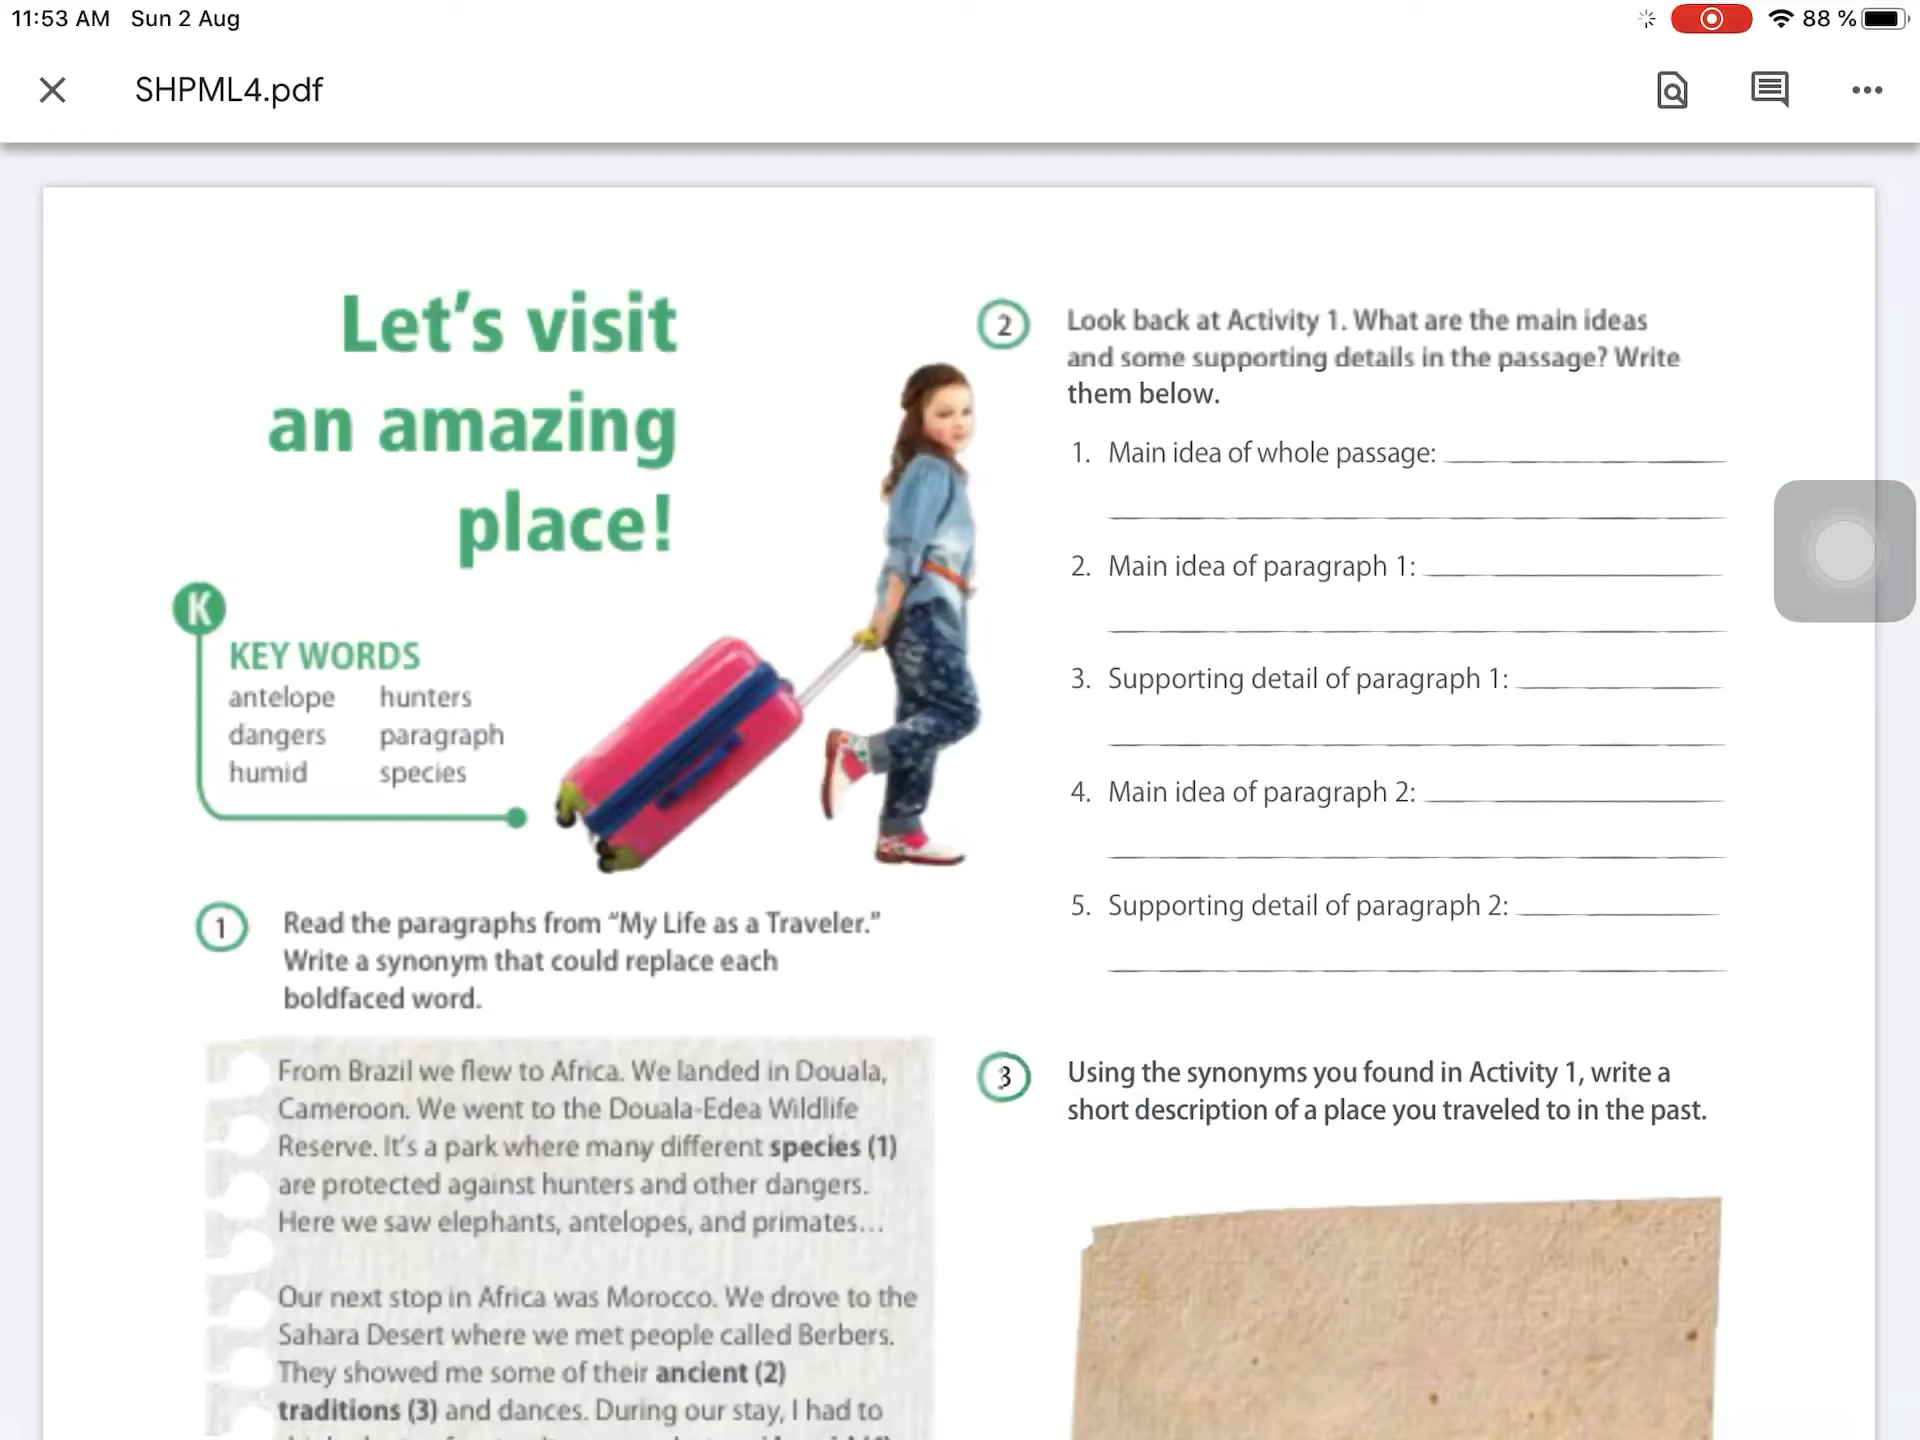 11:53 AM Sun 2 Aug
88 %
SHPML4.pdf
Let's visit
an amazing
place!
K
KEY WORDS
antelope hunters
dangers paragraph
humid species
1 Read the paragraphs from "My Life as a Traveler."
Write a synonym that could replace each
boldfaced word.
From Brazil we flew to Africa. We landed in Douala,
Cameroon. We went to the Douala-Edea Wildlife
Reserve. It's a park where many different species (1)
are protected against hunters and other dangers.
Here we saw elephants, antelopes, and primates...
Our next stop in Africa was Morocco. We drove to the
Sahara Desert where we met people called Berbers.
They showed me some of their ancient (2)
traditions (3) and dances. During our stay, I had to
2 Look back at Activity 1. What are the main ideas
and some supporting details in the passage? Write
them below.
1. Main idea of whole passage:
2. Main idea of paragraph 1:
3. Supporting detail of paragraph 1:
4. Main idea of paragraph 2:
5. Supporting detail of paragraph 2:
3 Using the synonyms you found in Activity 1, write a
short description of a place you traveled to in the past.